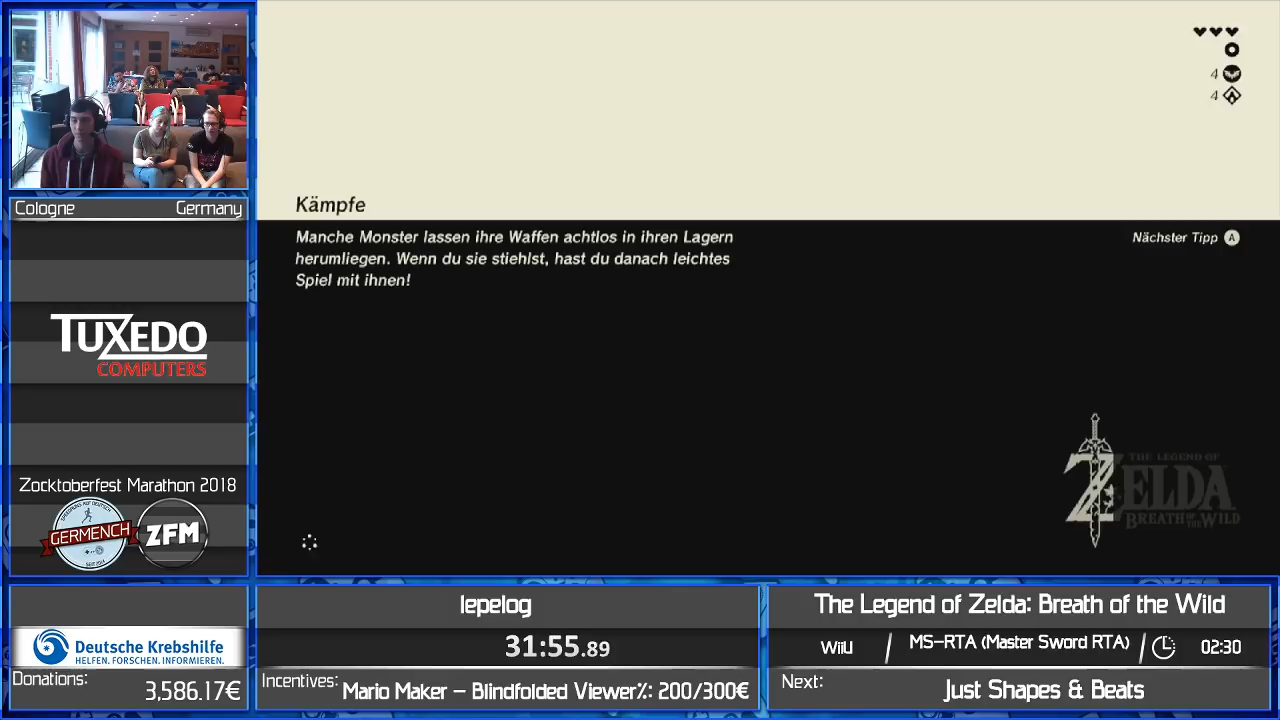 4
4
Kämpfe
Manche Monster lassen ihre Waffen achtlos in ihren Lagern
herumliegen. Wenn du sie stiehlst, hast du danach leichtes
Spiel mit ihnen!
Nächster Tipp A
THE LEGEND OF
ZELDA
BREATH OF THE WILD
Cologne Germany
TUXEDO
COMPUTERS
Zocktoberfest Marathon 2018
GERMENCH
ZFM
Deutsche Krebshilfe
HELFEN. FORSCHEN. INFORMIEREN.
Donations: 3,586.17€
lepelog
31:55.89
Incentives: Mario Maker – Blindfolded Viewer%: 200/300€
The Legend of Zelda: Breath of the Wild
WiiU / MS-RTA (Master Sword RTA) / 02:30
Next: Just Shapes & Beats